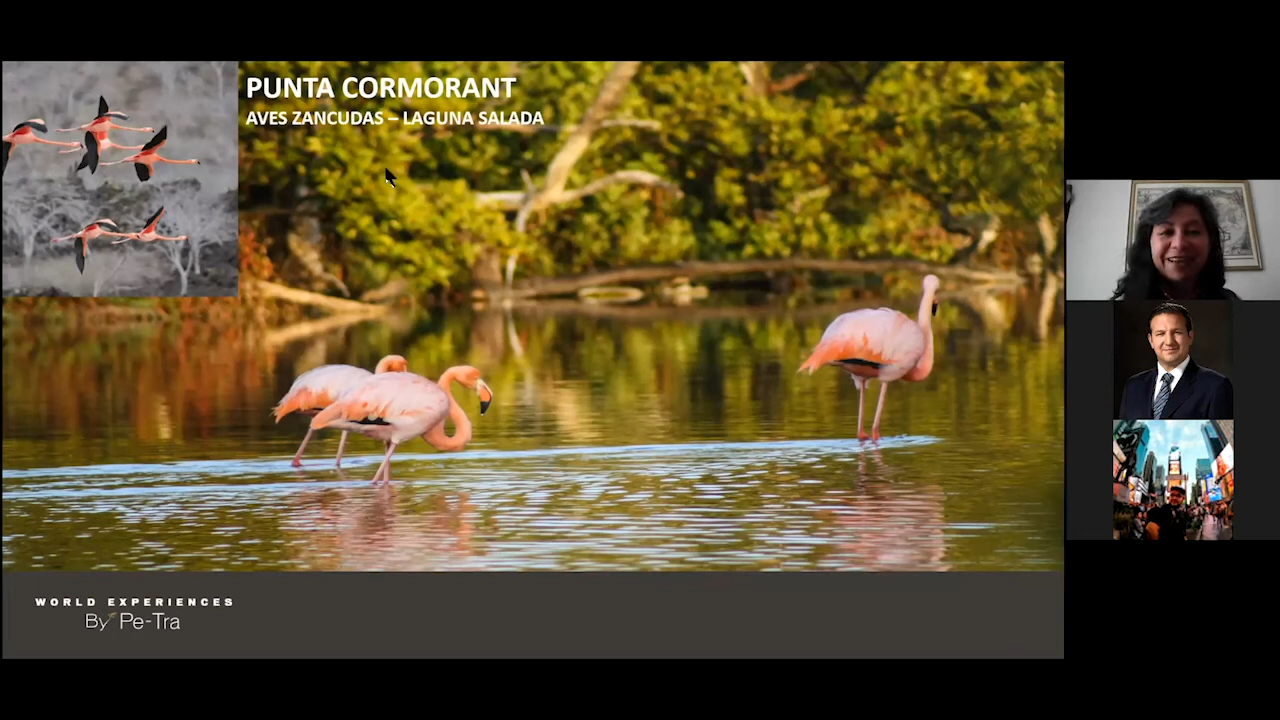 PUNTA CORMORANT
AVES ZANCUDAS – LAGUNA SALADA
WORLD EXPERIENCES
By Pe-Tra